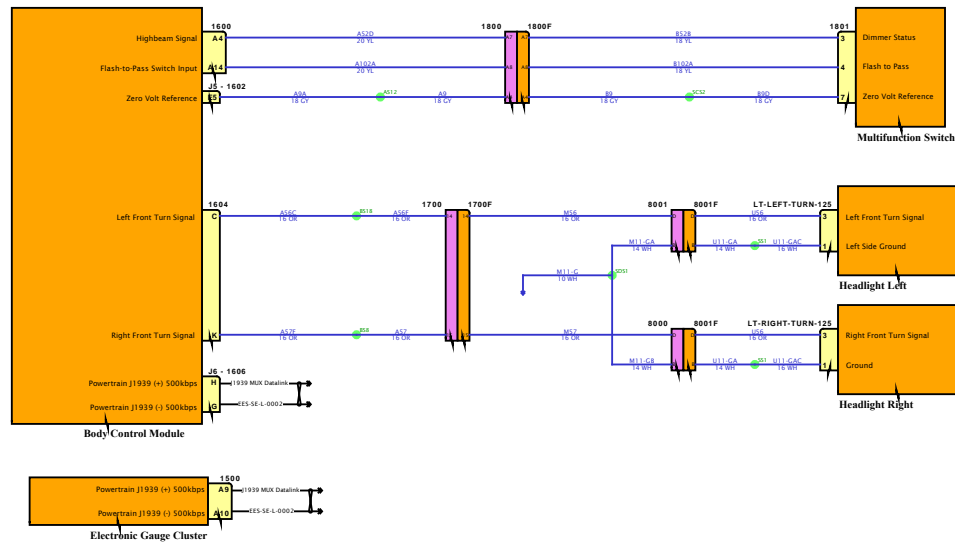 1600
1800
1800F
1801
Highbeam Signal
A4
A52D
20 YL
A7
A7
B52B
18 YL
3
Dimmer Status
Flash-to-Pass Switch Input
A14
A102A
20 YL
A8
A8
B102A
18 YL
4
Flash to Pass
J5 - 1602
Zero Volt Reference
E5
A9A
18 GY
AS12
A9
18 GY
B9
18 GY
SCS2
B9D
18 GY
7
Zero Volt Reference
Multifunction Switch
1604
1700
1700F
8001
8001F
LT-LEFT-TURN-125
Left Front Turn Signal
C
A56C
16 OR
BS18
A56F
16 OR
14
14
M56
16 OR
D
D
U56
16 OR
3
Left Front Turn Signal
M11-GA
14 WH
U11-GA
14 WH
SS1
U11-GAC
16 WH
1
Left Side Ground
M11-G
10 WH
SDS1
Headlight Left
8000
8001F
LT-RIGHT-TURN-125
Right Front Turn Signal
K
A57F
16 OR
BS8
A57
16 OR
M57
16 OR
D
D
U56
16 OR
3
Right Front Turn Signal
M11-GB
14 WH
U11-GA
14 WH
SS1
U11-GAC
16 WH
1
Ground
Headlight Right
J6 - 1606
Powertrain J1939 (+) 500kbps
H
J1939 MUX Datalink
Powertrain J1939 (-) 500kbps
G
EES-SE-L-0002
Body Control Module
1500
Powertrain J1939 (+) 500kbps
A9
J1939 MUX Datalink
Powertrain J1939 (-) 500kbps
A10
EES-SE-L-0002
Electronic Gauge Cluster